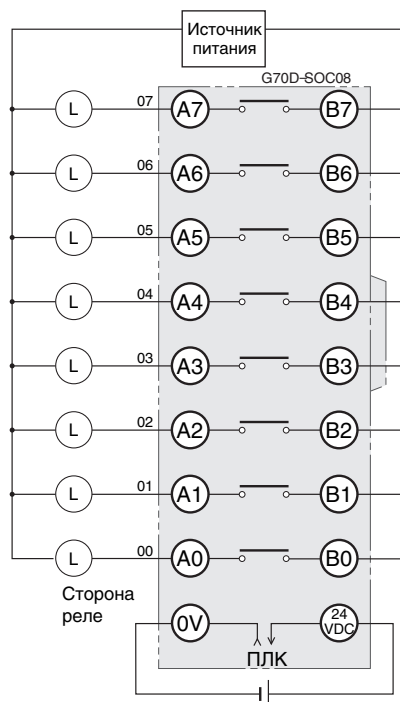 Источник
питания
G70D-SOC08
L 07 A7 B7
L 06 A6 B6
L 05 A5 B5
L 04 A4 B4
L 03 A3 B3
L 02 A2 B2
L 01 A1 B1
L 00 A0 B0
Сторона
реле
0V
24
VDC
ПЛК